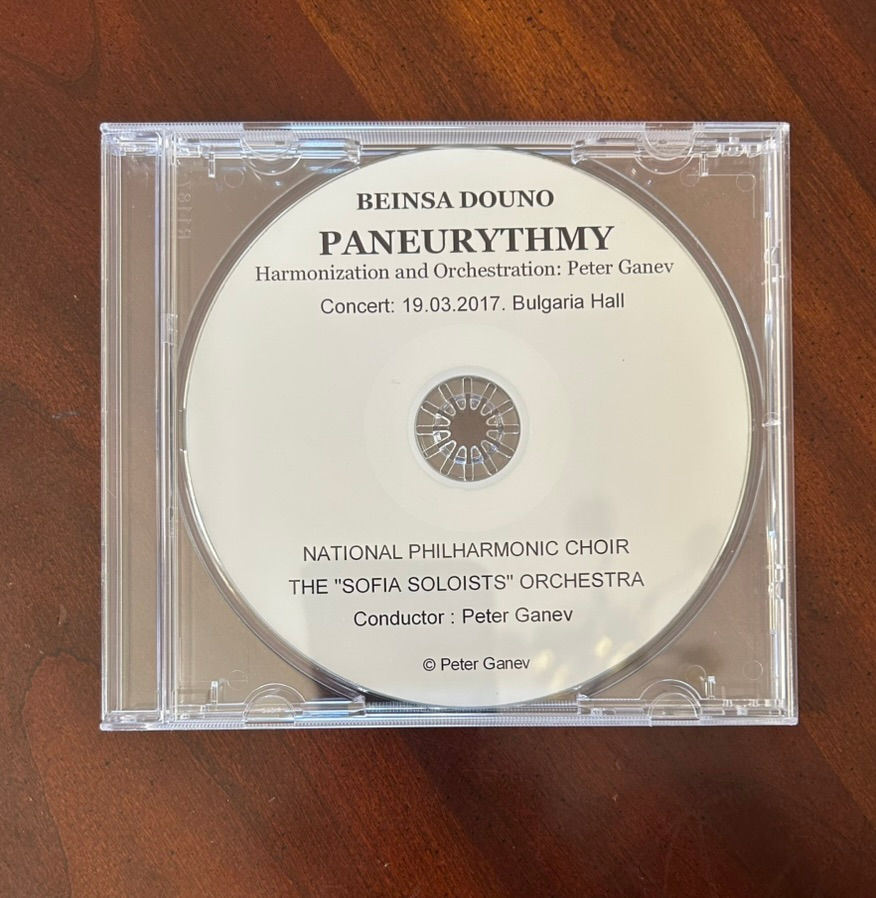 BEINSA DOUNO
PANEURYTHMY
Harmonization and Orchestration: Peter Ganev
Concert: 19.03.2017. Bulgaria Hall
NATIONAL PHILHARMONIC CHOIR
THE "SOFIA SOLOISTS" ORCHESTRA
Conductor : Peter Ganev
© Peter Ganev